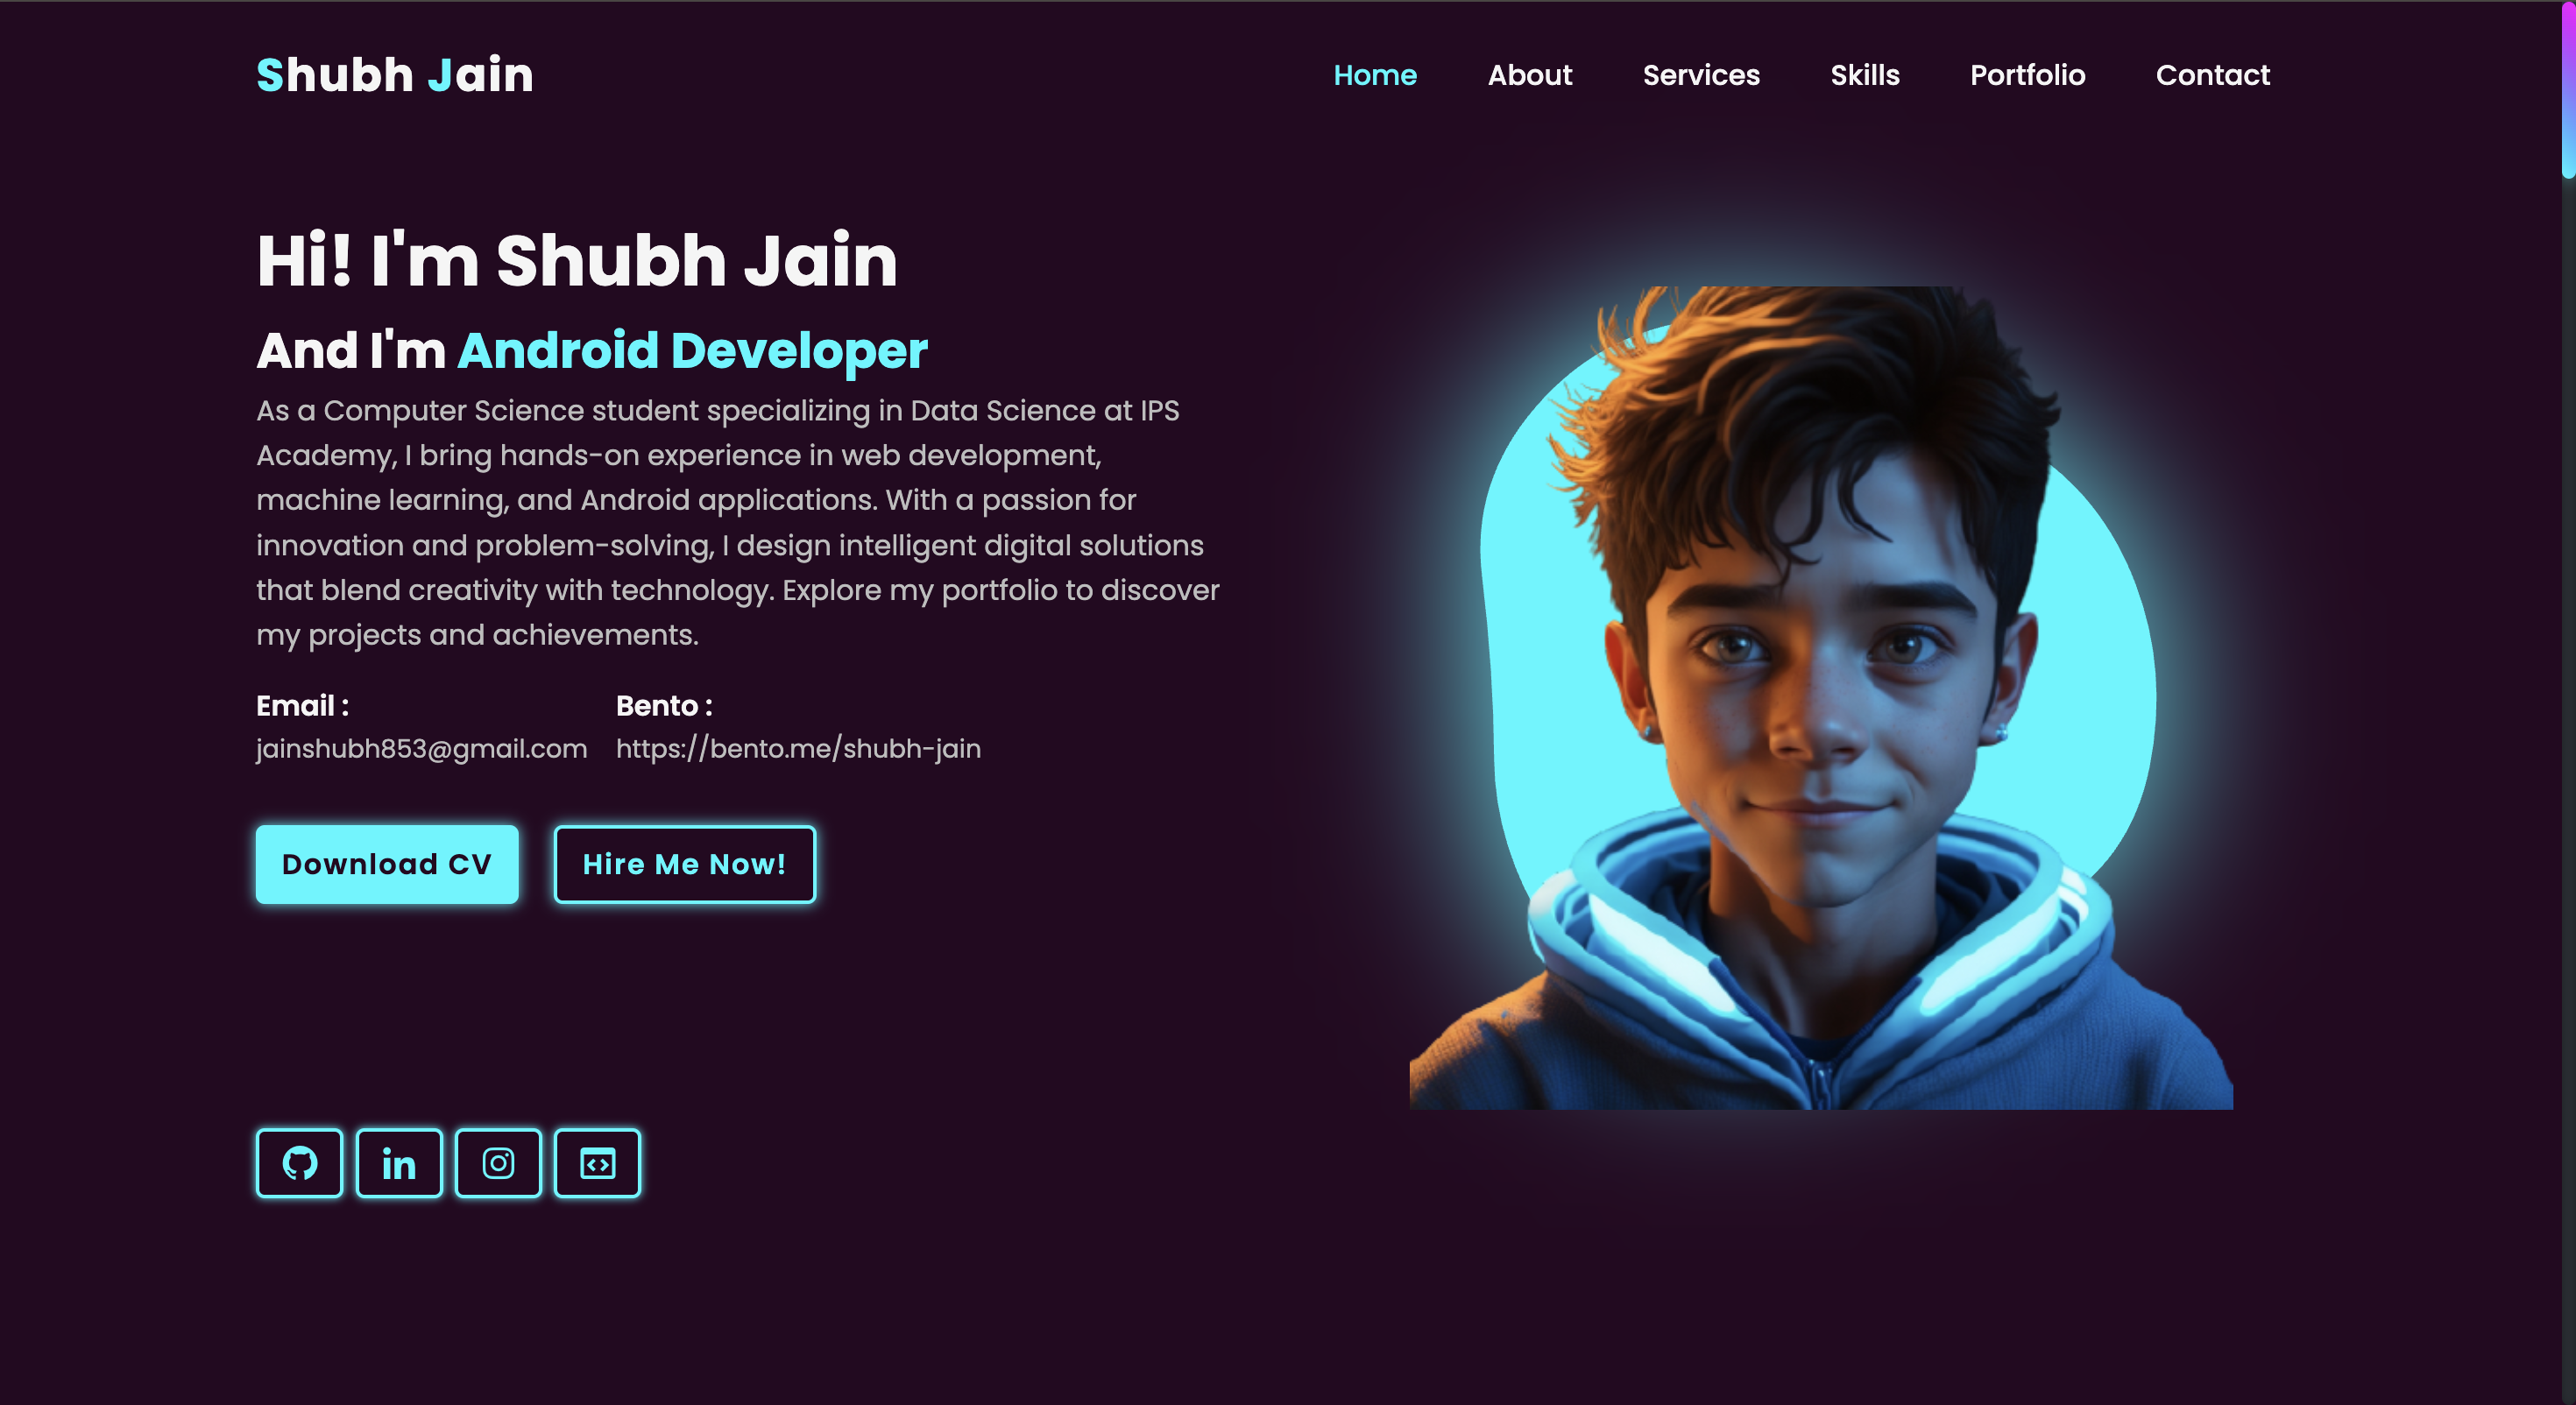 Shubh Jain
Home About Services Skills Portfolio Contact
Hi! I'm Shubh Jain
And I'm Android Developer
As a Computer Science student specializing in Data Science at IPS
Academy, I bring hands-on experience in web development,
machine learning, and Android applications. With a passion for
innovation and problem-solving, I design intelligent digital solutions
that blend creativity with technology. Explore my portfolio to discover
my projects and achievements.
Email : Bento :
jainshubh853@gmail.com https://bento.me/shubh-jain
Download CV Hire Me Now!
in